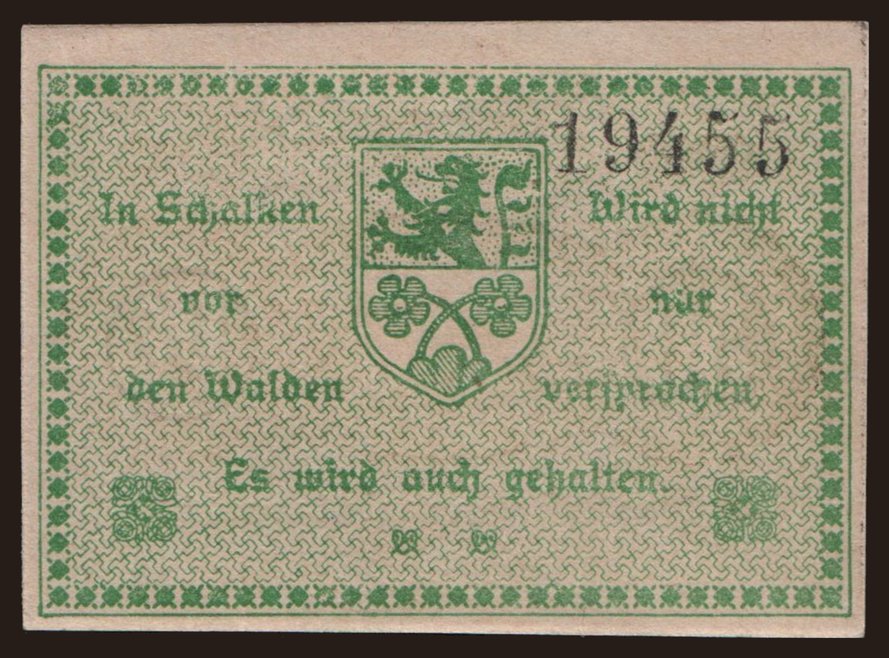 19455
In Schalken Wird nicht
vor nur
den Walden versprochen,
Es wird auch gehalten.